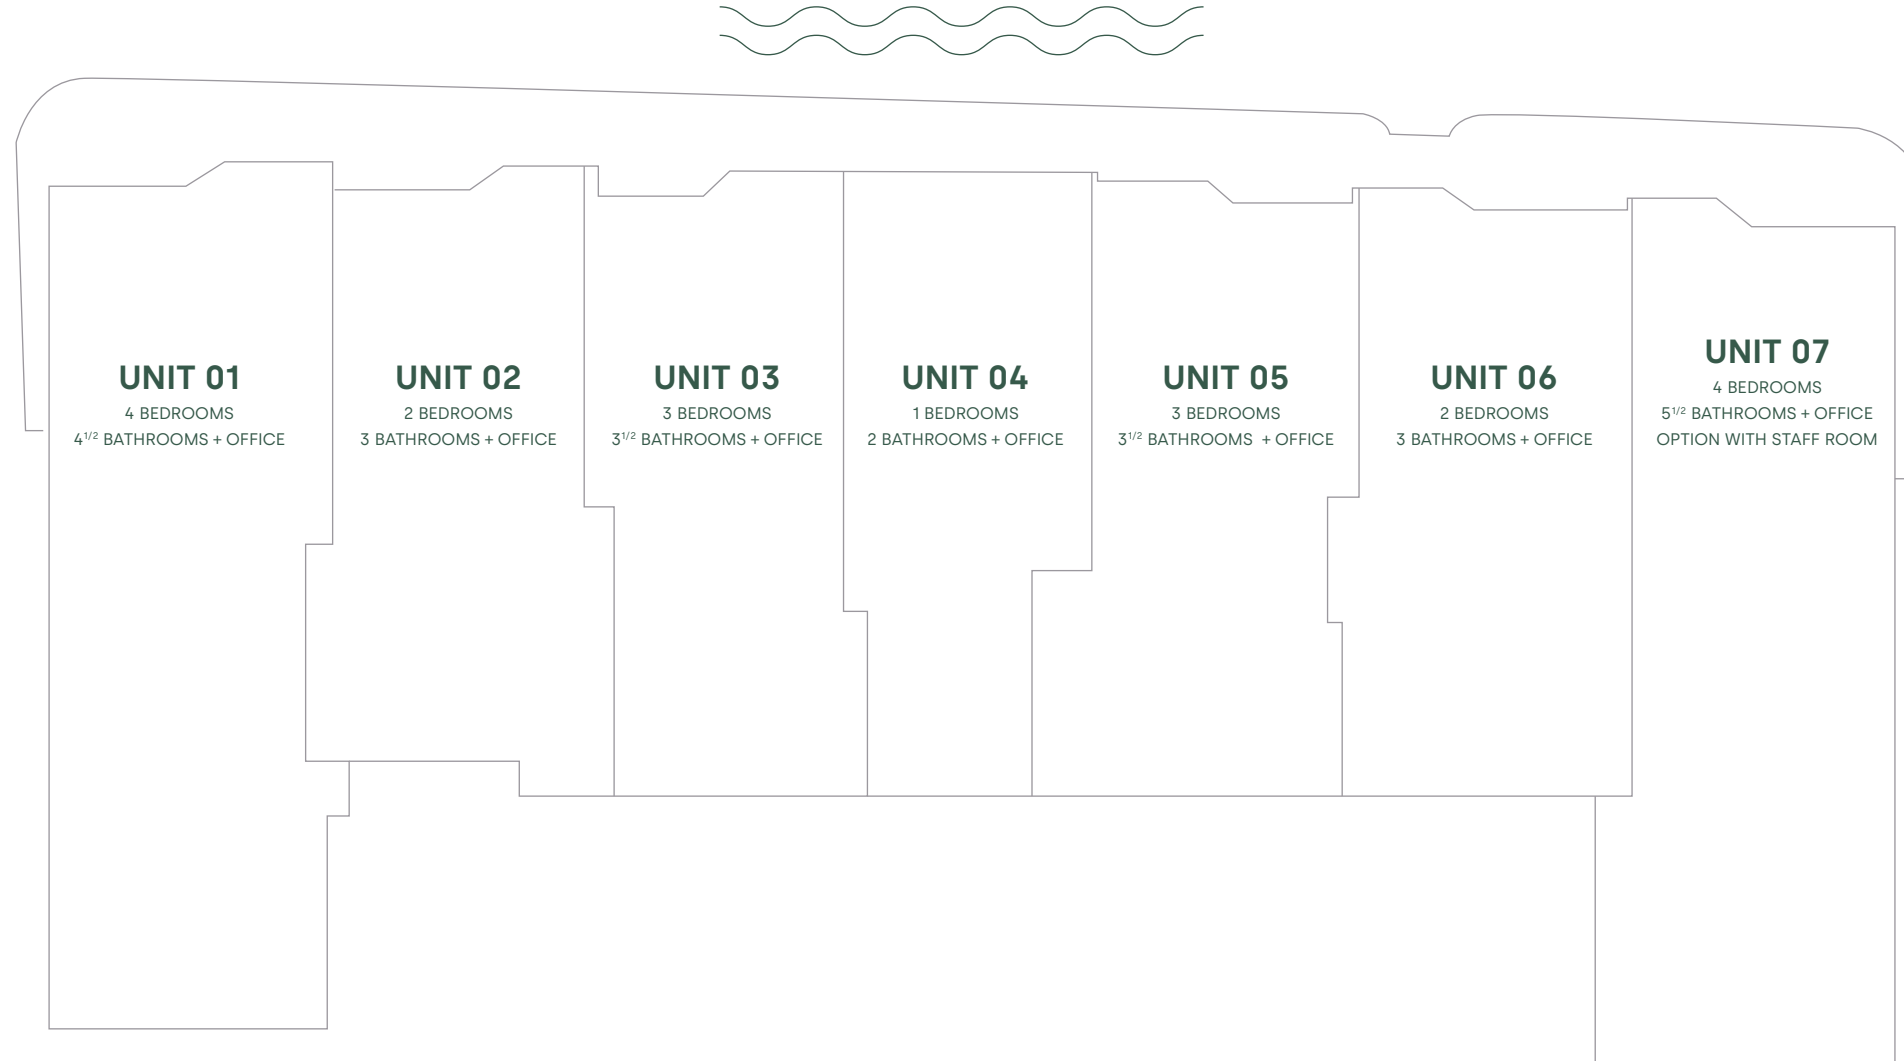 UNIT 01
4 BEDROOMS
4 1/2 BATHROOMS + OFFICE
UNIT 02
2 BEDROOMS
3 BATHROOMS + OFFICE
UNIT 03
3 BEDROOMS
3 1/2 BATHROOMS + OFFICE
UNIT 04
1 BEDROOMS
2 BATHROOMS + OFFICE
UNIT 05
3 BEDROOMS
3 1/2 BATHROOMS + OFFICE
UNIT 06
2 BEDROOMS
3 BATHROOMS + OFFICE
UNIT 07
4 BEDROOMS
5 1/2 BATHROOMS + OFFICE
OPTION WITH STAFF ROOM